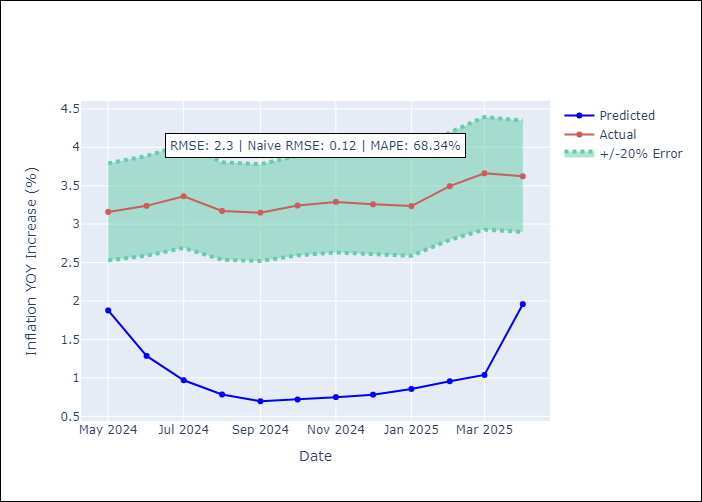 Predicted
Actual
+/-20% Error
RMSE: 2.3 | Naive RMSE: 0.12 | MAPE: 68.34%
Inflation YOY Increase (%)
4.5
4
3.5
3
2.5
2
1.5
1
0.5
May 2024 Jul 2024 Sep 2024 Nov 2024 Jan 2025 Mar 2025
Date